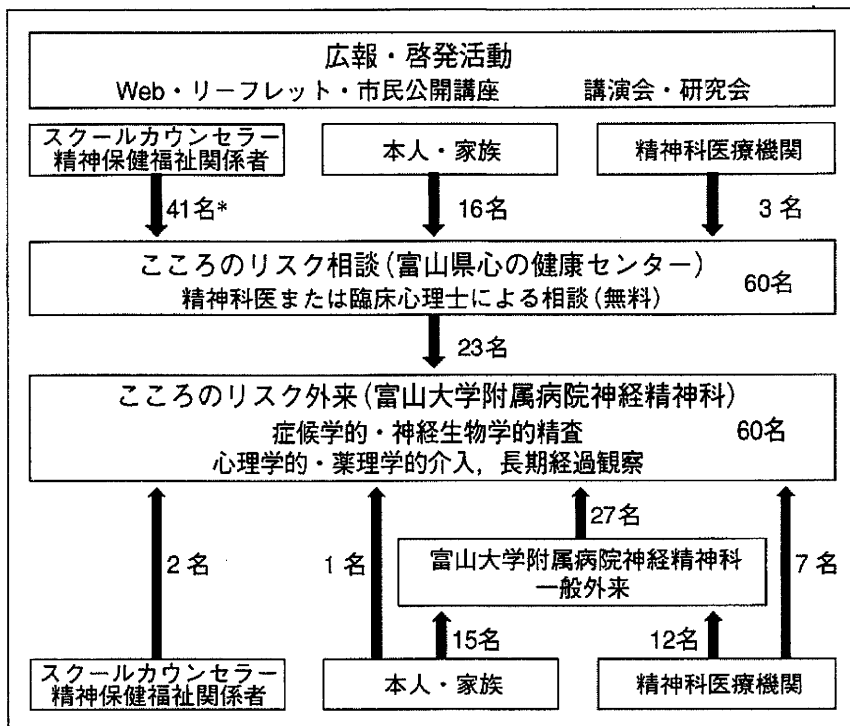 広報・啓発活動
Web・リーフレット・市民公開講座 講演会・研究会
スクールカウンセラー
精神保健福祉関係者
本人・家族
精神科医療機関
41名*
16名
3名
こころのリスク相談(富山県心の健康センター)
精神科医または臨床心理士による相談(無料)
60名
23名
こころのリスク外来(富山大学附属病院神経精神科)
症候学的・神経生物学的精査
心理学的・薬理学的介入,長期経過観察
60名
27名
2名
1名
富山大学附属病院神経精神科
一般外来
7名
15名
12名
スクールカウンセラー
精神保健福祉関係者
本人・家族
精神科医療機関